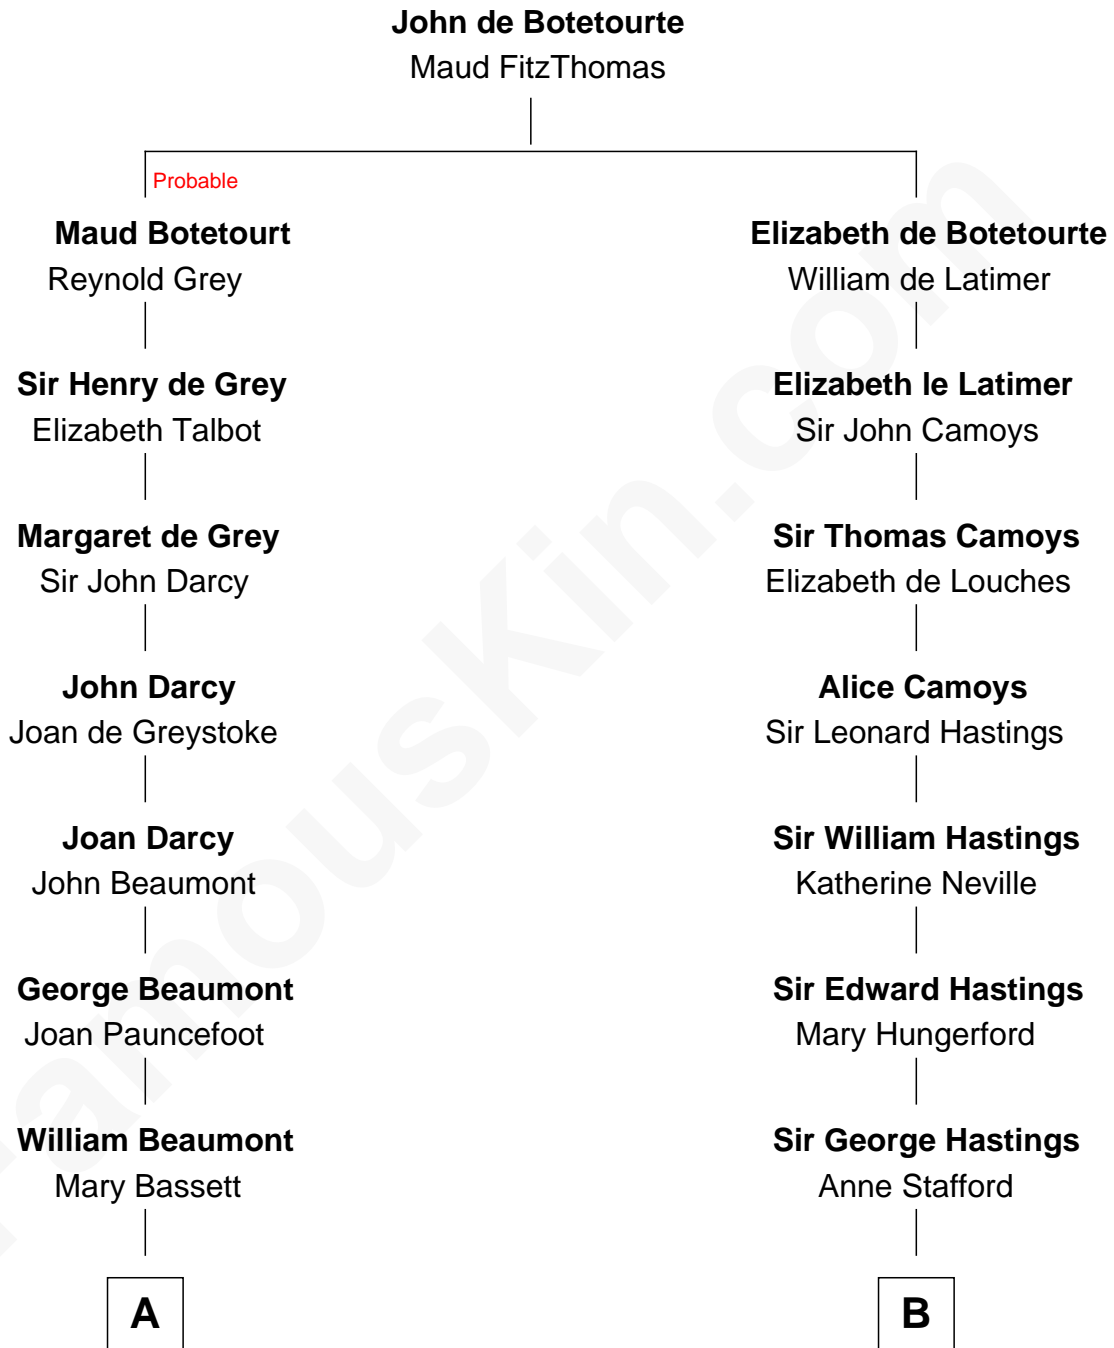 John de Botetourte
Maud FitzThomas
Probable
Maud Botetourt
Reynold Grey
Sir Henry de Grey
Elizabeth Talbot
Margaret de Grey
Sir John Darcy
John Darcy
Joan de Greystoke
Joan Darcy
John Beaumont
George Beaumont
Joan Pauncefoot
William Beaumont
Mary Bassett
A
Elizabeth de Botetourte
William de Latimer
Elizabeth le Latimer
Sir John Camoys
Sir Thomas Camoys
Elizabeth de Louches
Alice Camoys
Sir Leonard Hastings
Sir William Hastings
Katherine Neville
Sir Edward Hastings
Mary Hungerford
Sir George Hastings
Anne Stafford
B
FamousKin.com